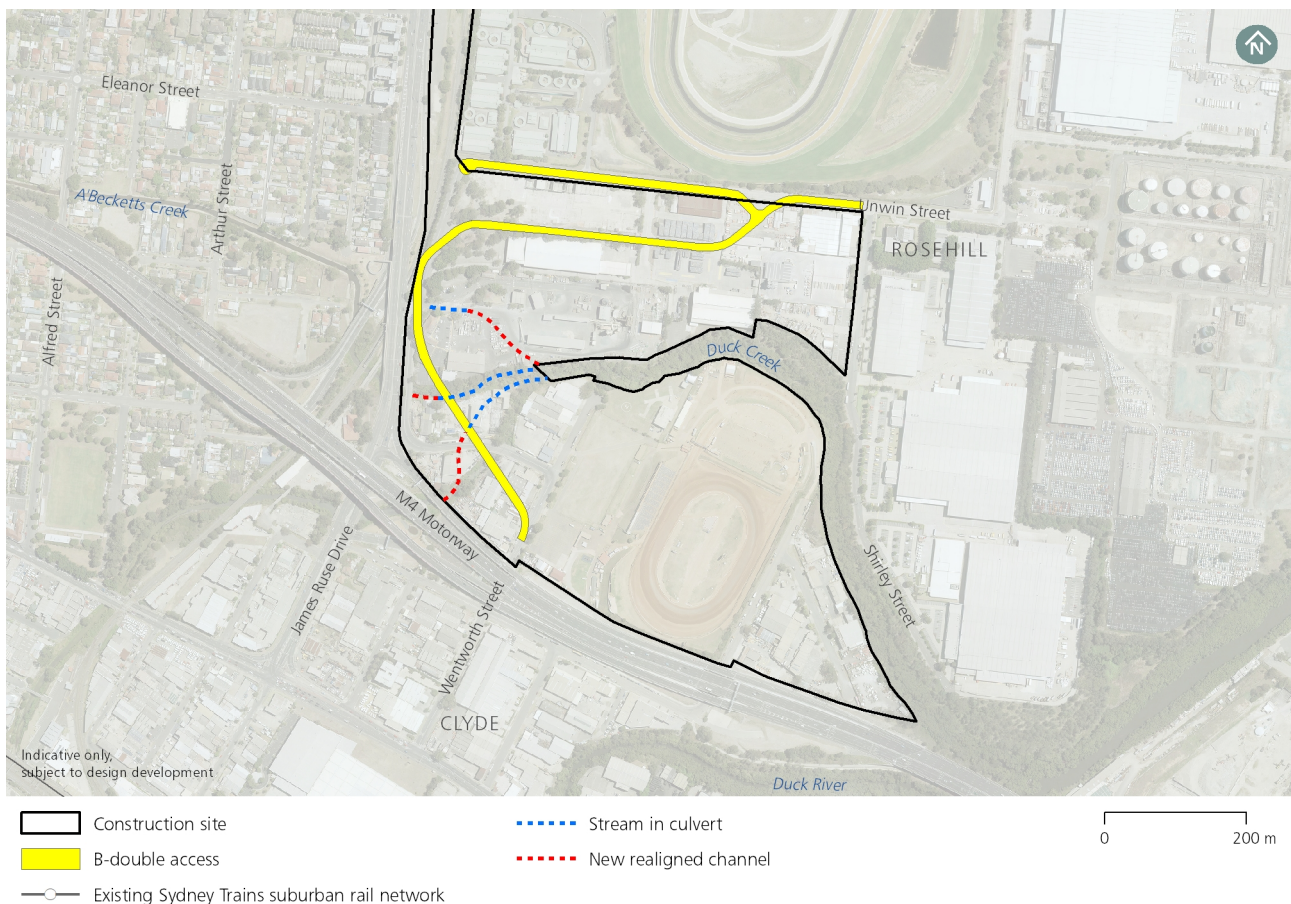 N
Eleanor Street
Arthur Street
A'Becketts Creek
Alfred Street
Unwin Street
ROSEHILL
Duck Creek
M4 Motorway
James Ruse Drive
Wentworth Street
Shirley Street
CLYDE
Duck River
Indicative only,
subject to design development
Construction site
B-double access
Existing Sydney Trains suburban rail network
Stream in culvert
New realigned channel
0
200 m